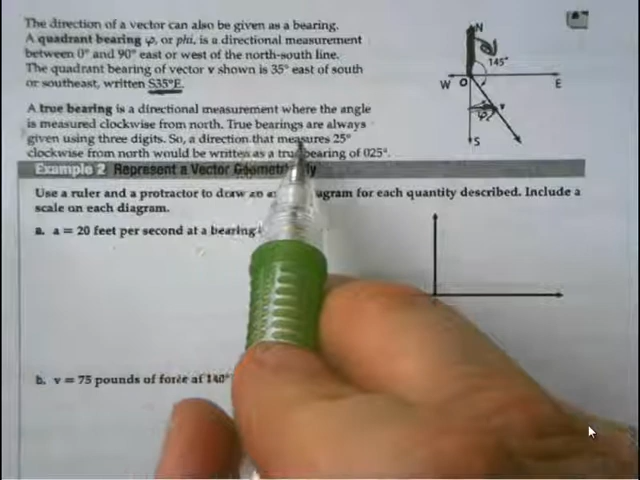 The direction of a vector can also be given as a bearing.
A quadrant bearing φ, or phi, is a directional measurement
between 0° and 90° east or west of the north-south line.
The quadrant bearing of vector v shown is 35° east of south
or southeast, written S35°E.
A true bearing is a directional measurement where the angle
is measured clockwise from north. True bearings are always
given using three digits. So, a direction that measures 25°
clockwise from north would be written as a true bearing of 025°.
N
145°
W O E
v
φ
S
Example 2 Represent a Vector Geometrically
Use a ruler and a protractor to draw an agram for each quantity described. Include a
scale on each diagram.
a. a = 20 feet per second at a bearing
b. v = 75 pounds of force at 140°